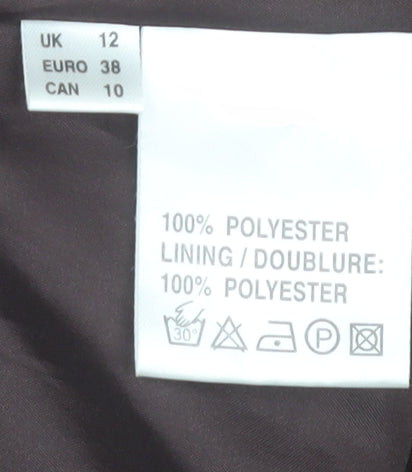 UK 12
EURO 38
CAN 10
100% POLYESTER
LINING / DOUBLURE:
100% POLYESTER
30°
P